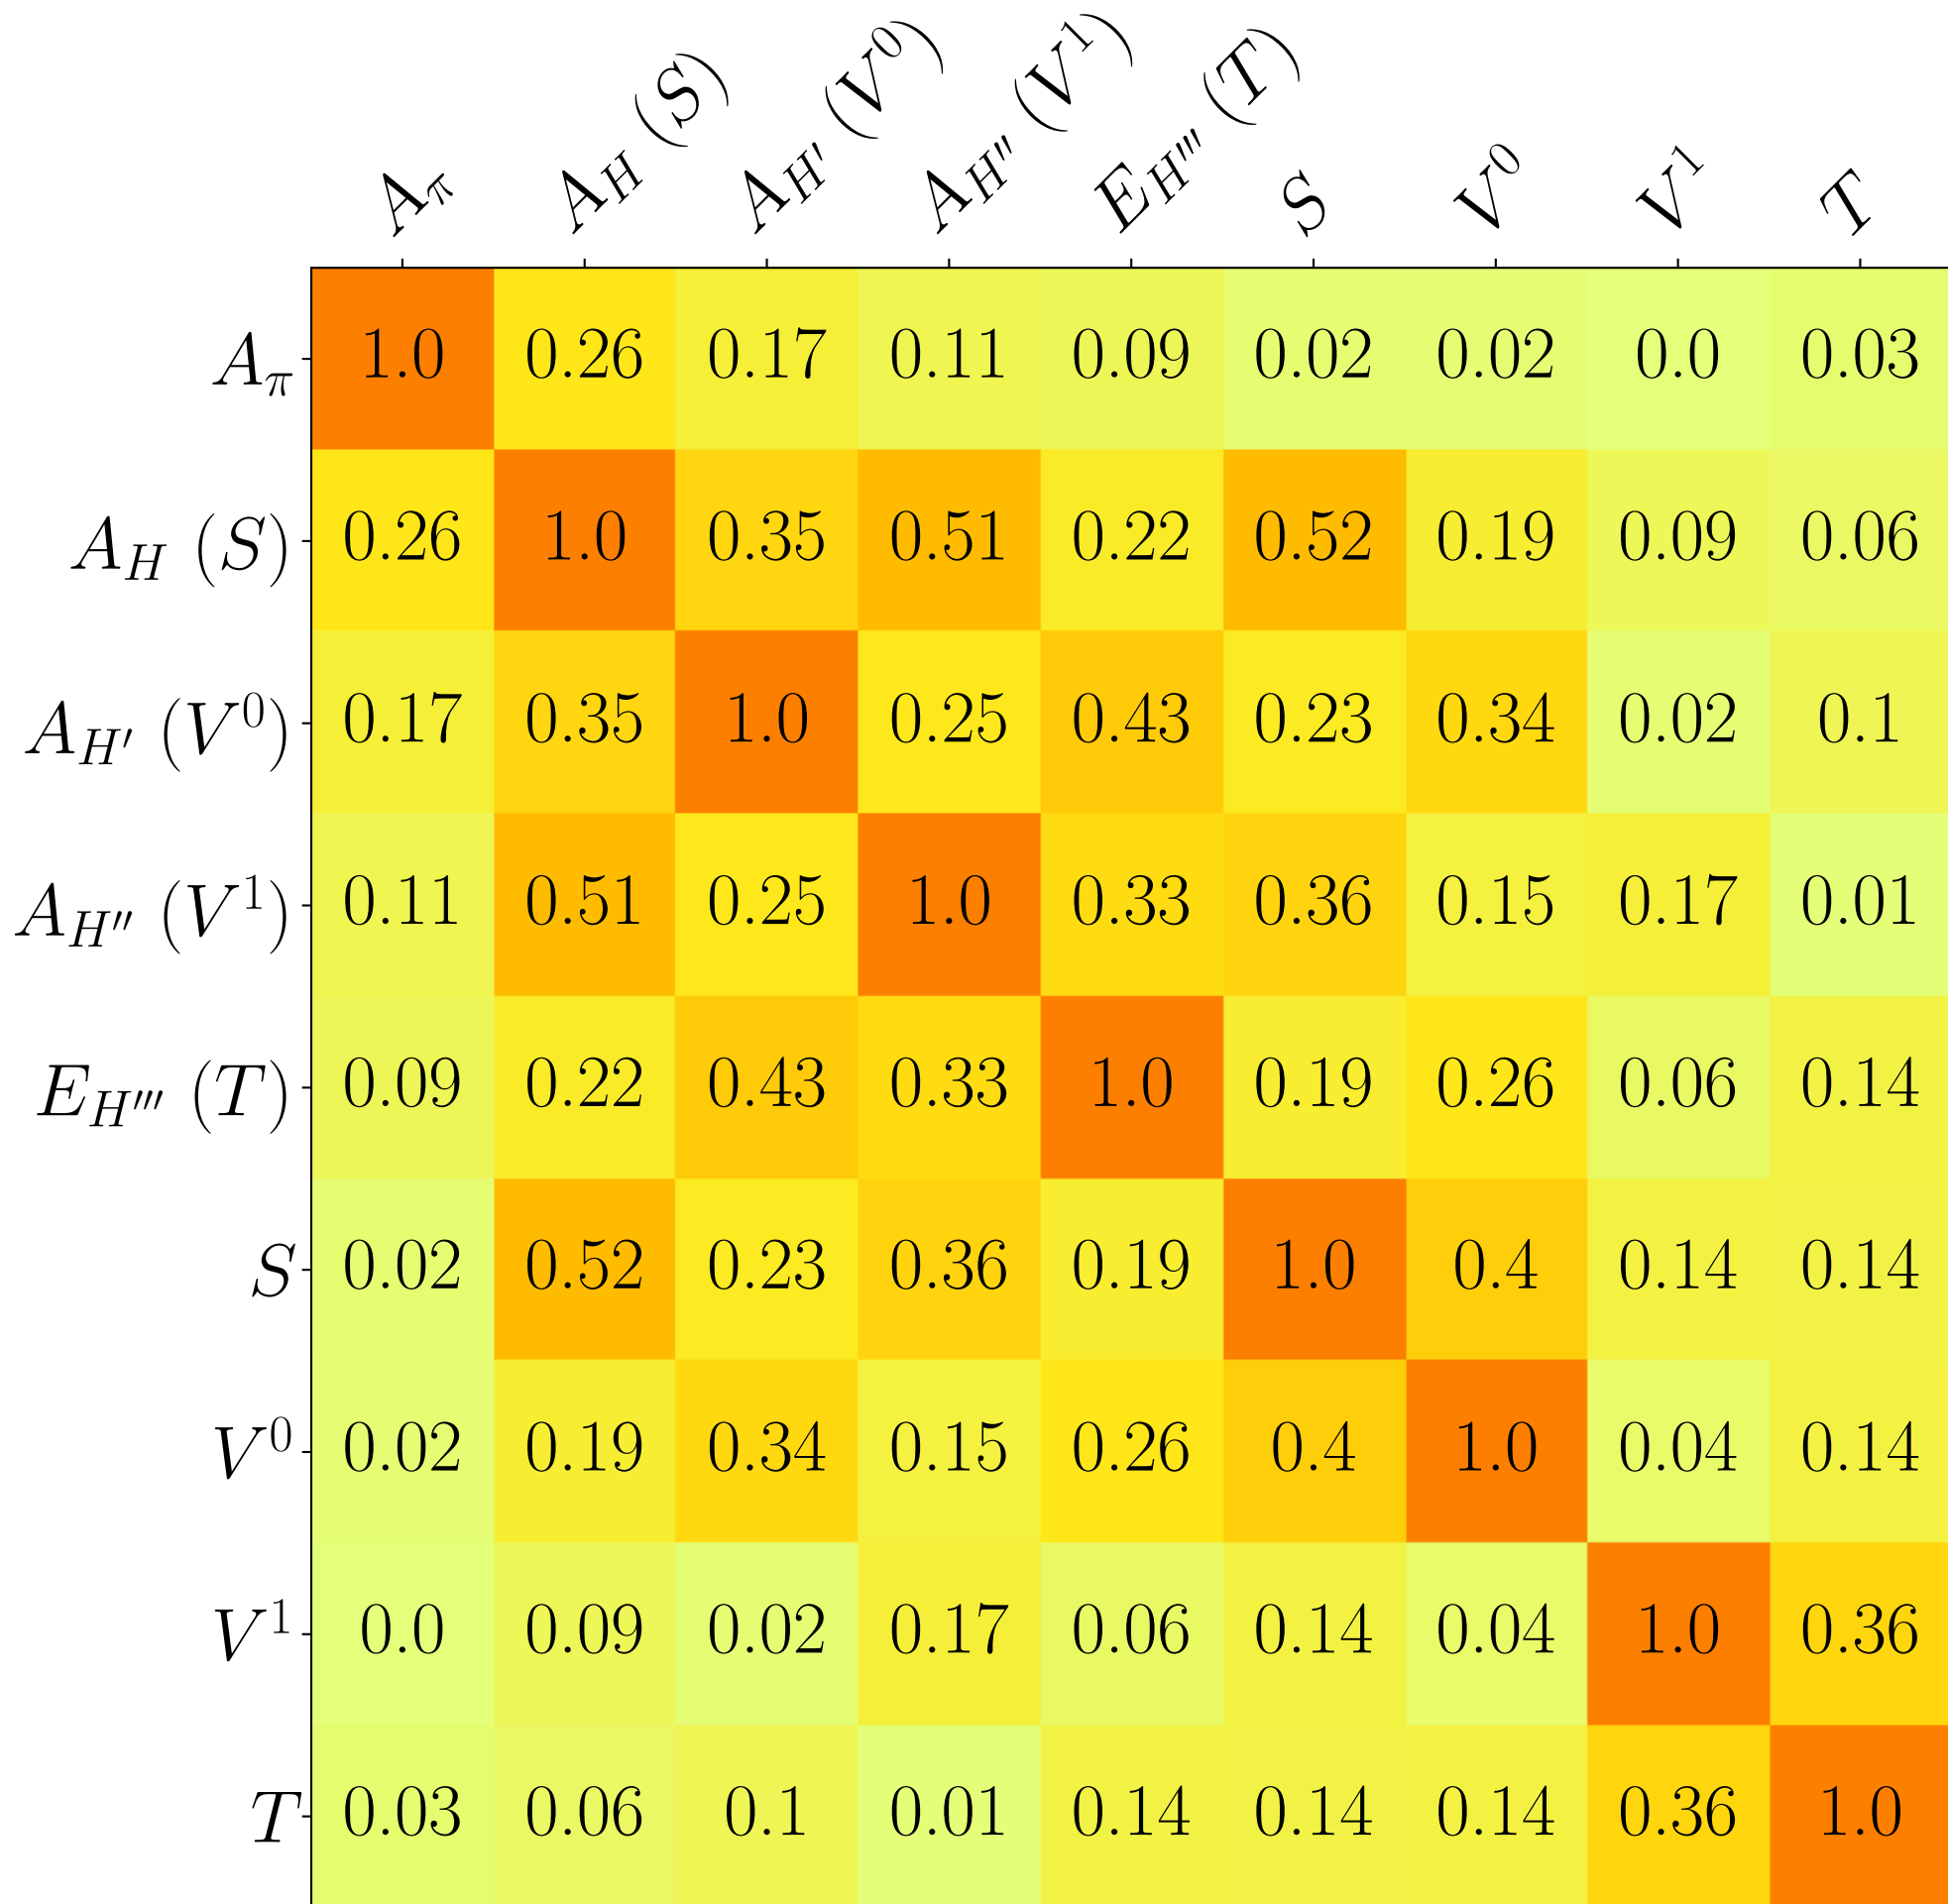 A_π A_H (S) A_H′ (V⁰) A_H″ (V¹) E_H‴ (T) S V⁰ V¹ T
A_π 1.0 0.26 0.17 0.11 0.09 0.02 0.02 0.0 0.03
A_H (S) 0.26 1.0 0.35 0.51 0.22 0.52 0.19 0.09 0.06
A_H′ (V⁰) 0.17 0.35 1.0 0.25 0.43 0.23 0.34 0.02 0.1
A_H″ (V¹) 0.11 0.51 0.25 1.0 0.33 0.36 0.15 0.17 0.01
E_H‴ (T) 0.09 0.22 0.43 0.33 1.0 0.19 0.26 0.06 0.14
S 0.02 0.52 0.23 0.36 0.19 1.0 0.4 0.14 0.14
V⁰ 0.02 0.19 0.34 0.15 0.26 0.4 1.0 0.04 0.14
V¹ 0.0 0.09 0.02 0.17 0.06 0.14 0.04 1.0 0.36
T 0.03 0.06 0.1 0.01 0.14 0.14 0.14 0.36 1.0